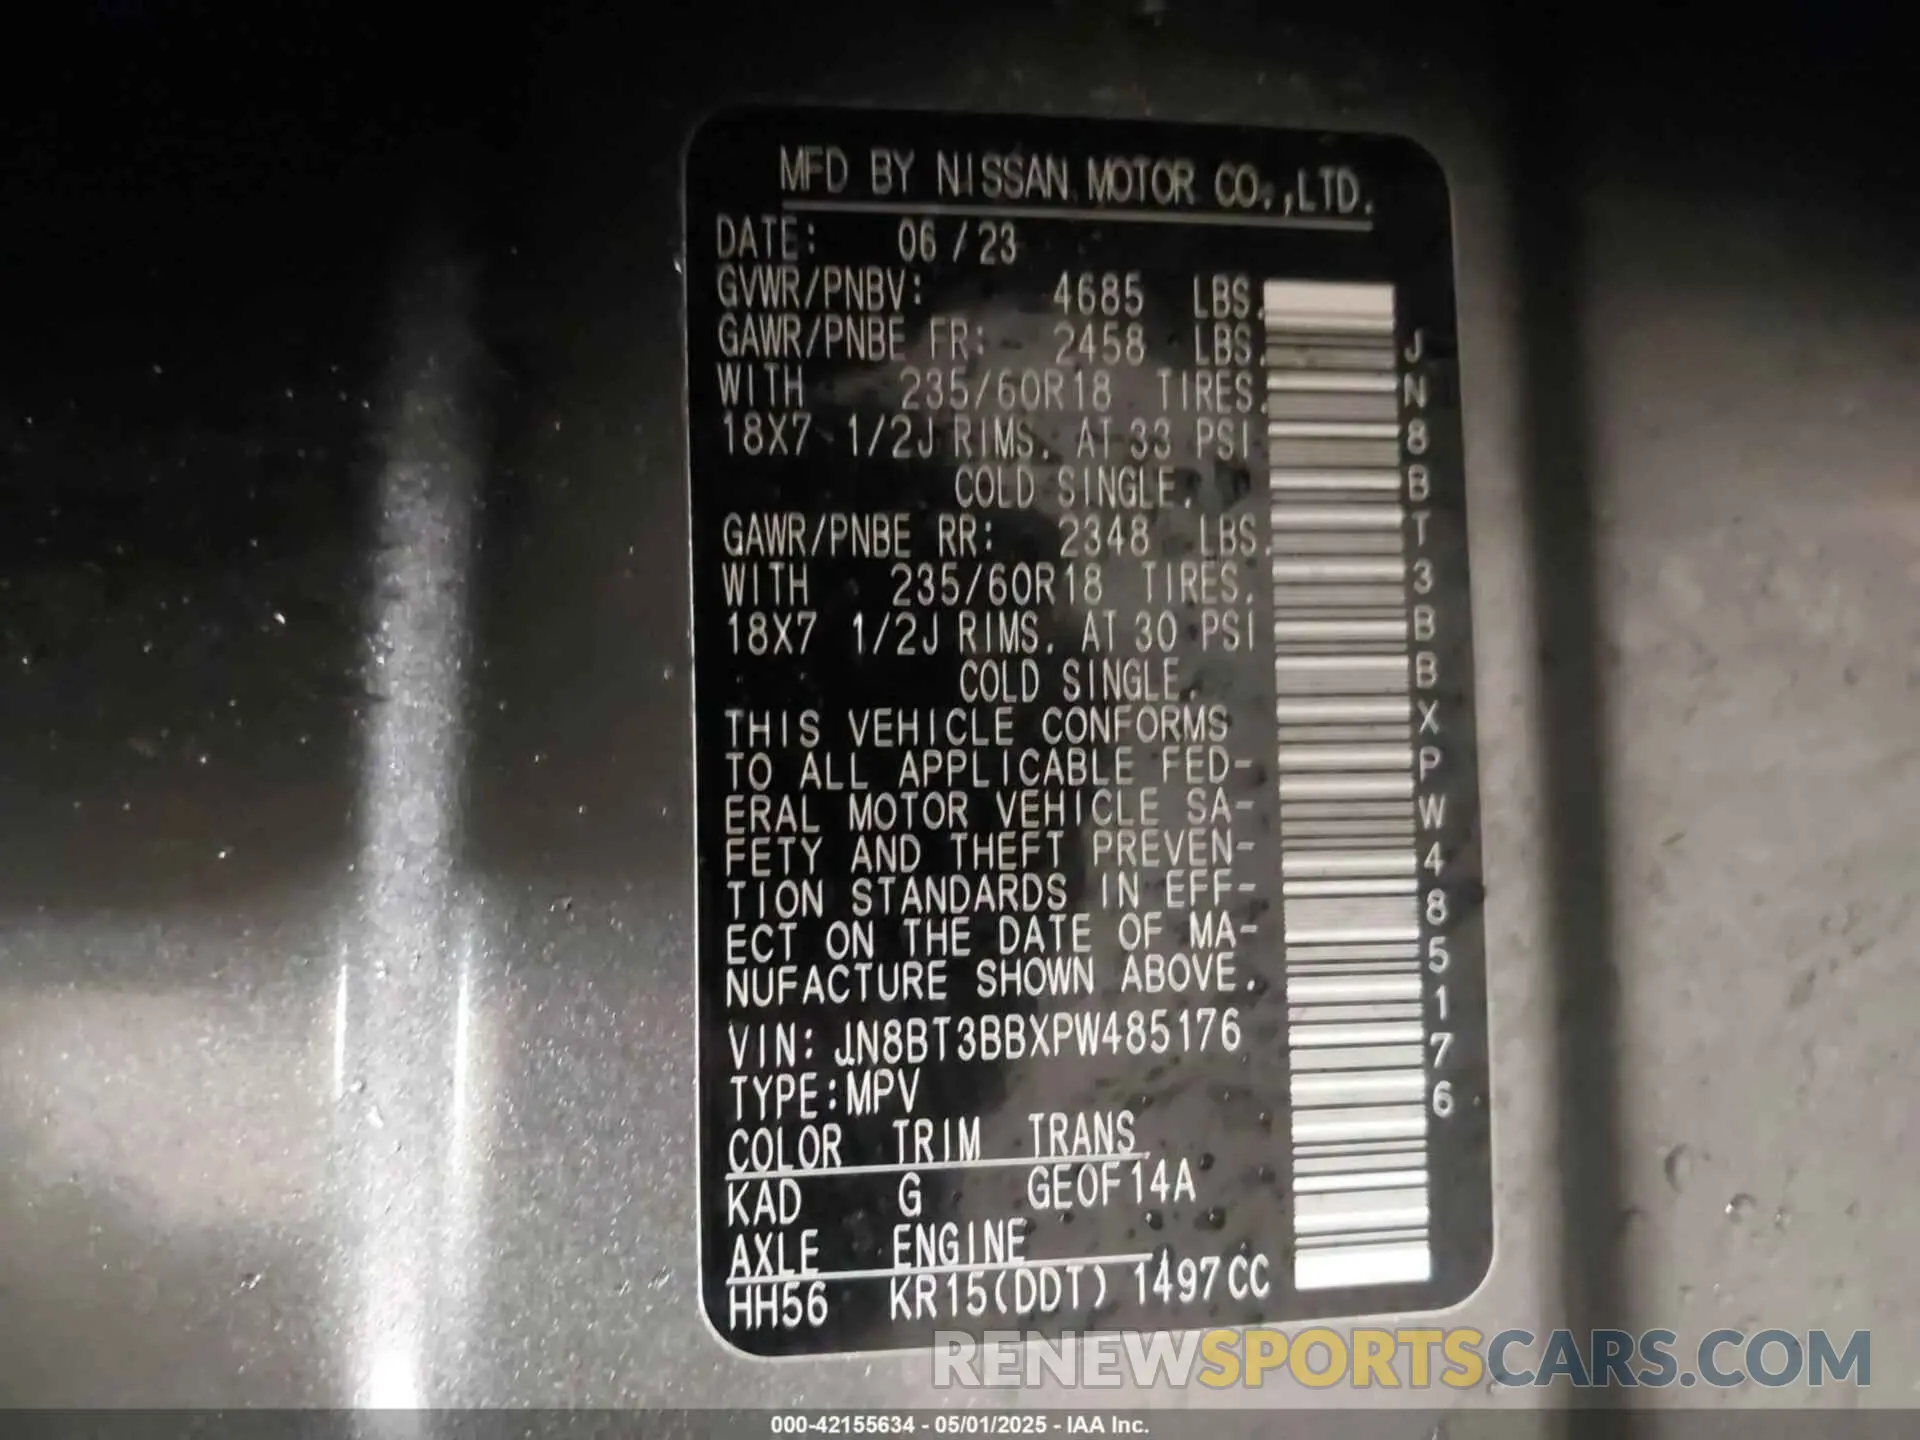 MFD BY NISSAN MOTOR CO.,LTD.
DATE: 06 / 23
GVWR/PNBV: 4685 LBS.
GAWR/PNBE FR: 2458 LBS.
WITH 235/60R18 TIRES.
18X7 1/2J RIMS. AT 33 PSI
COLD SINGLE.
GAWR/PNBE RR: 2348 LBS.
WITH 235/60R18 TIRES.
18X7 1/2J RIMS. AT 30 PSI
COLD SINGLE.
THIS VEHICLE CONFORMS
TO ALL APPLICABLE FED-
ERAL MOTOR VEHICLE SA-
FETY AND THEFT PREVEN-
TION STANDARDS IN EFF-
ECT ON THE DATE OF MA-
NUFACTURE SHOWN ABOVE.
VIN: JN8BT3BBXPW485176
TYPE:MPV
COLOR TRIM TRANS
KAD G GE0F14A
AXLE ENGINE
HH56 KR15(DDT) 1497CC
JN8BT3BBXPW485176
RENEWSPORTSCARS.COM
000-42155634 - 05/01/2025 - IAA Inc.